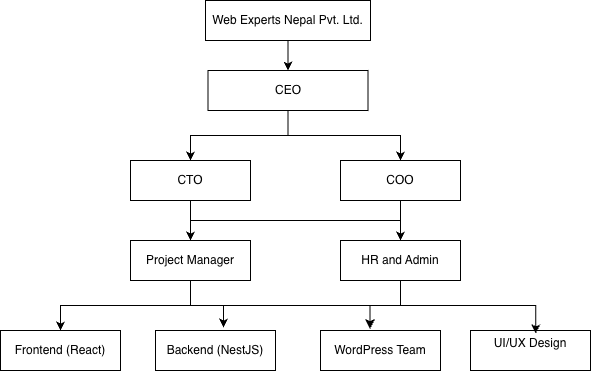 Web Experts Nepal Pvt. Ltd.
CEO
CTO
COO
Project Manager
HR and Admin
Frontend (React)
Backend (NestJS)
WordPress Team
UI/UX Design